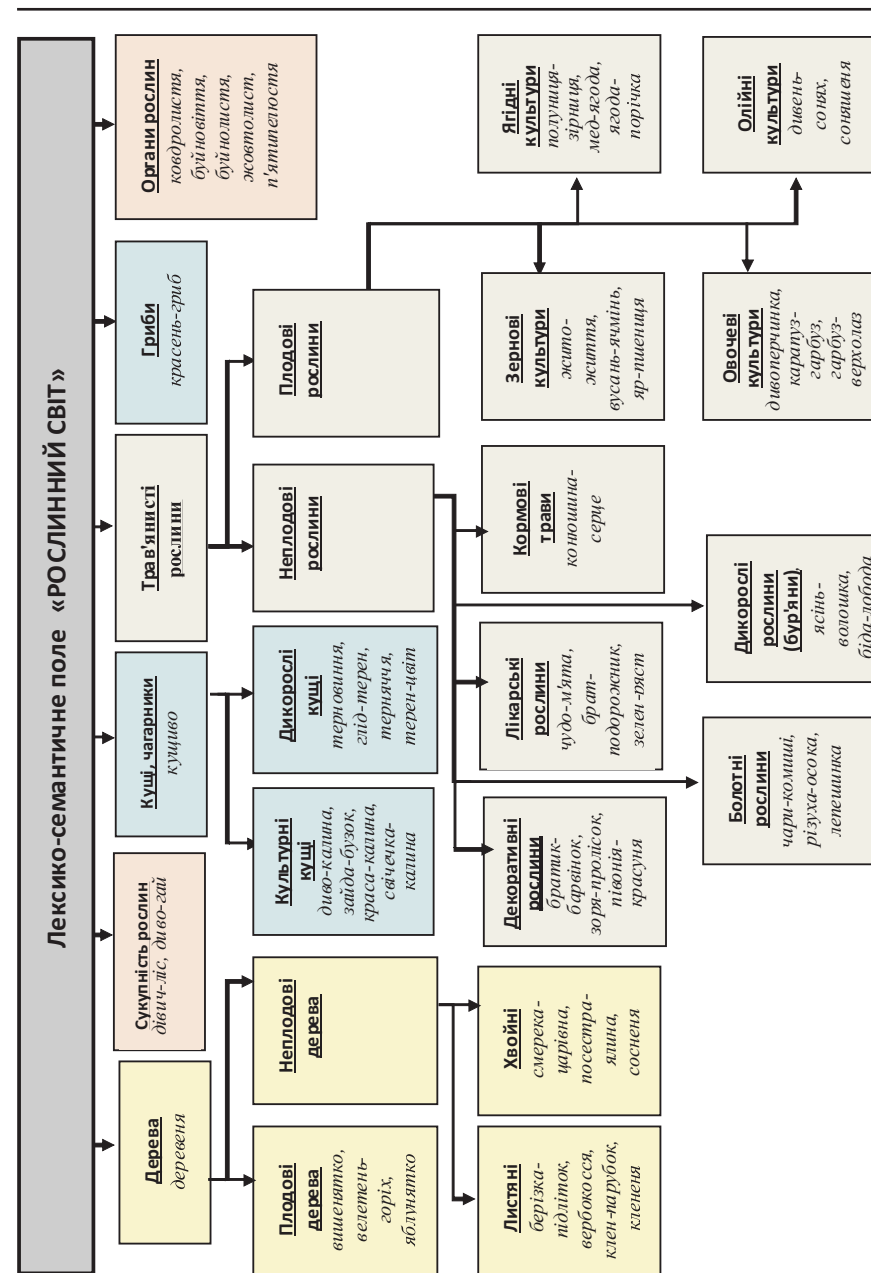 Лексико-семантичне поле «РОСЛИННИЙ СВІТ»
Дерева
деревеня
Сукупність рослин
дівич-ліс, диво-гай
Кущі, чагарники
кущиво
Трав'янисті
рослини
Гриби
красень-гриб
Органи рослин
ковдролистя,
буйновіття,
буйнолистя,
жовтолист,
п'ятипелюстя
Плодові
дерева
вишенятко,
велетень-
горіх,
яблунятко
Неплодові
дерева
Культурні
кущі
диво-калина,
зайда-бузок,
краса-калина,
свічечка-
калина
Дикорослі
кущі
терновиння,
глід-терен,
терняччя,
терен-цвіт
Неплодові
рослини
Плодові
рослини
Листяні
берізка-
підліток,
вербокосся,
клен-парубок,
клененя
Хвойні
смерека-
царівна,
посестра-
ялина,
сосненя
Декоративні
рослини
братик-
барвінок,
зоря-пролісок,
півонія-
красуня
Лікарські
рослини
чудо-м'ята,
брат-
подорожник,
зелен-ряст
Кормові
трави
конюшина-
серце
Зернові
культури
жито-
життя,
вусань-ячмінь,
яр-пшениця
Ягідні
культури
полуниця-
зірниця,
мед-ягода,
ягода-
порічка
Болотні
рослини
чари-комиші,
різуха-осока,
лепешинка
Дикорослі
рослини
(бур'яни)
ясінь-
волошка,
біда-лобода
Овочеві
культури
дивоперчинка,
карапуз-
гарбуз,
гарбуз-
верхолаз
Олійні
культури
дивень-
сонях,
соняшеня